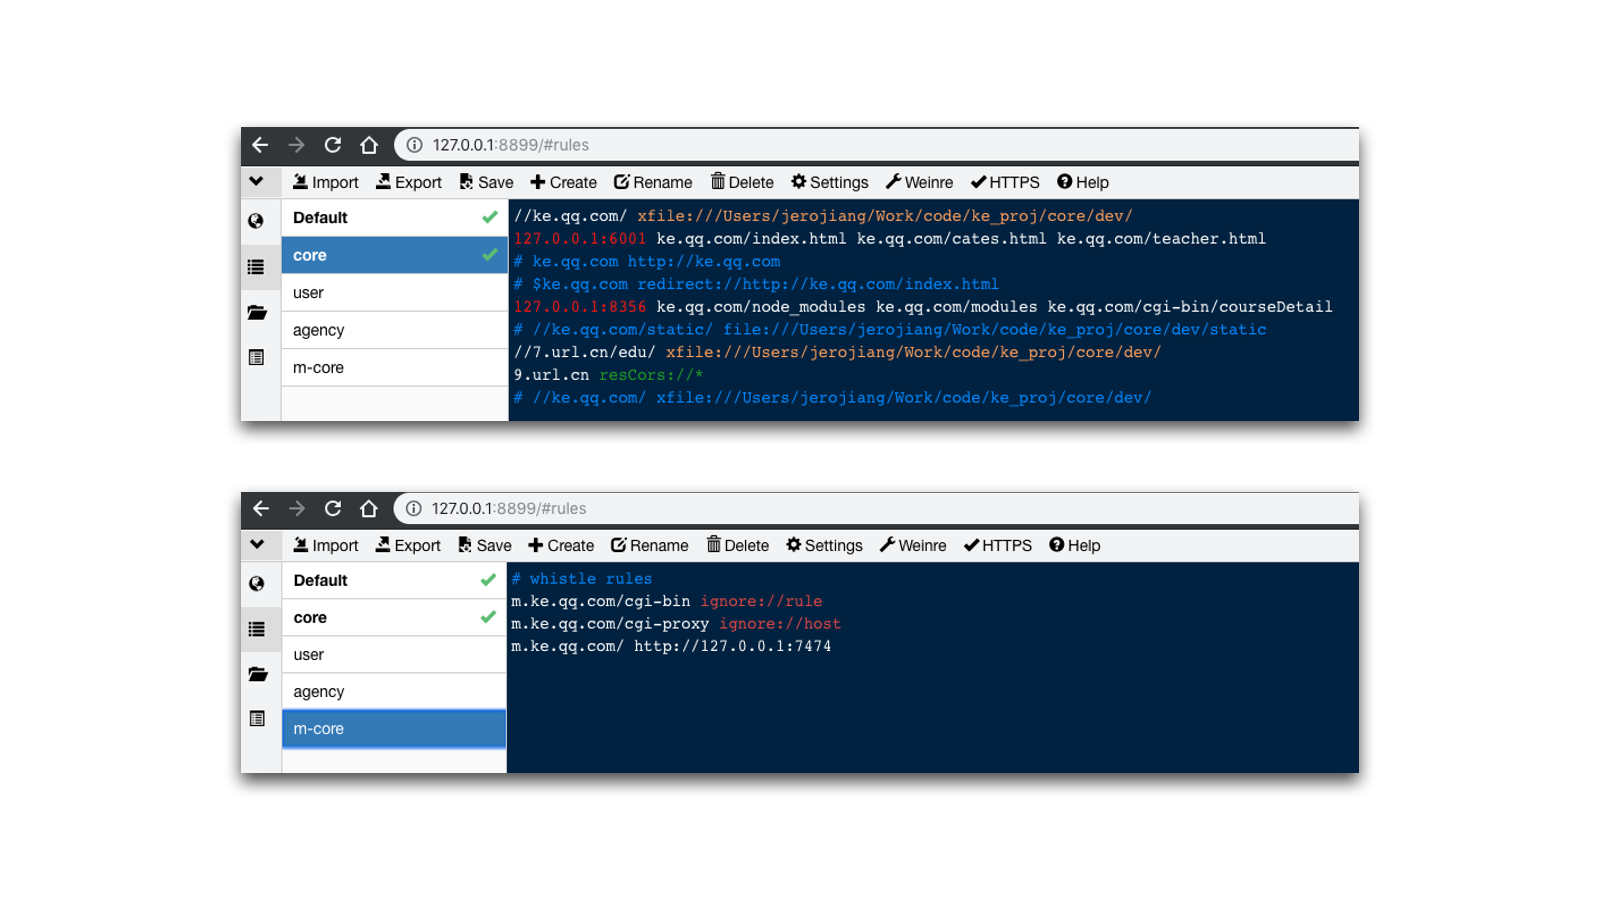 127.0.0.1:8899/#rules
Import Export Save Create Rename Delete Settings Weinre HTTPS Help
Default
core
user
agency
m-core
//ke.qq.com/ xfile:///Users/jerojiang/Work/code/ke_proj/core/dev/
127.0.0.1:6001 ke.qq.com/index.html ke.qq.com/cates.html ke.qq.com/teacher.html
# ke.qq.com http://ke.qq.com
# $ke.qq.com redirect://http://ke.qq.com/index.html
127.0.0.1:8356 ke.qq.com/node_modules ke.qq.com/modules ke.qq.com/cgi-bin/courseDetail
# //ke.qq.com/static/ file:///Users/jerojiang/Work/code/ke_proj/core/dev/static
//7.url.cn/edu/ xfile:///Users/jerojiang/Work/code/ke_proj/core/dev/
9.url.cn resCors://*
# //ke.qq.com/ xfile:///Users/jerojiang/Work/code/ke_proj/core/dev/
127.0.0.1:8899/#rules
Import Export Save Create Rename Delete Settings Weinre HTTPS Help
Default
core
user
agency
m-core
# whistle rules
m.ke.qq.com/cgi-bin ignore://rule
m.ke.qq.com/cgi-proxy ignore://host
m.ke.qq.com/ http://127.0.0.1:7474